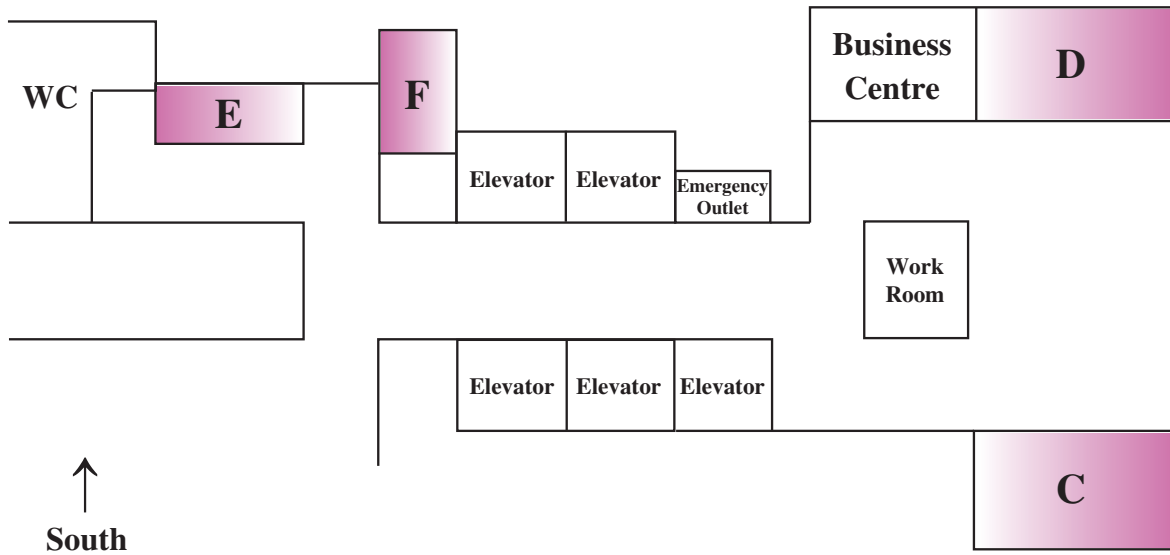 Business
Centre
D
WC
E
F
Elevator
Elevator
Emergency
Outlet
Work
Room
Elevator
Elevator
Elevator
C
South